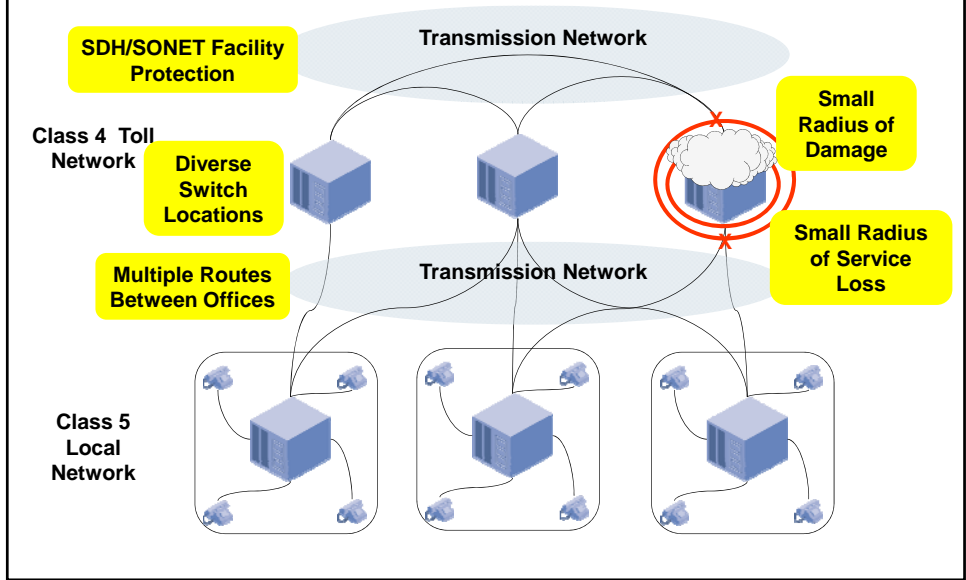 SDH/SONET Facility
Protection
Transmission Network
Small
Radius of
Damage
Class 4 Toll
Network
Diverse
Switch
Locations
X
X
Small Radius
of Service
Loss
Multiple Routes
Between Offices
Transmission Network
Class 5
Local
Network